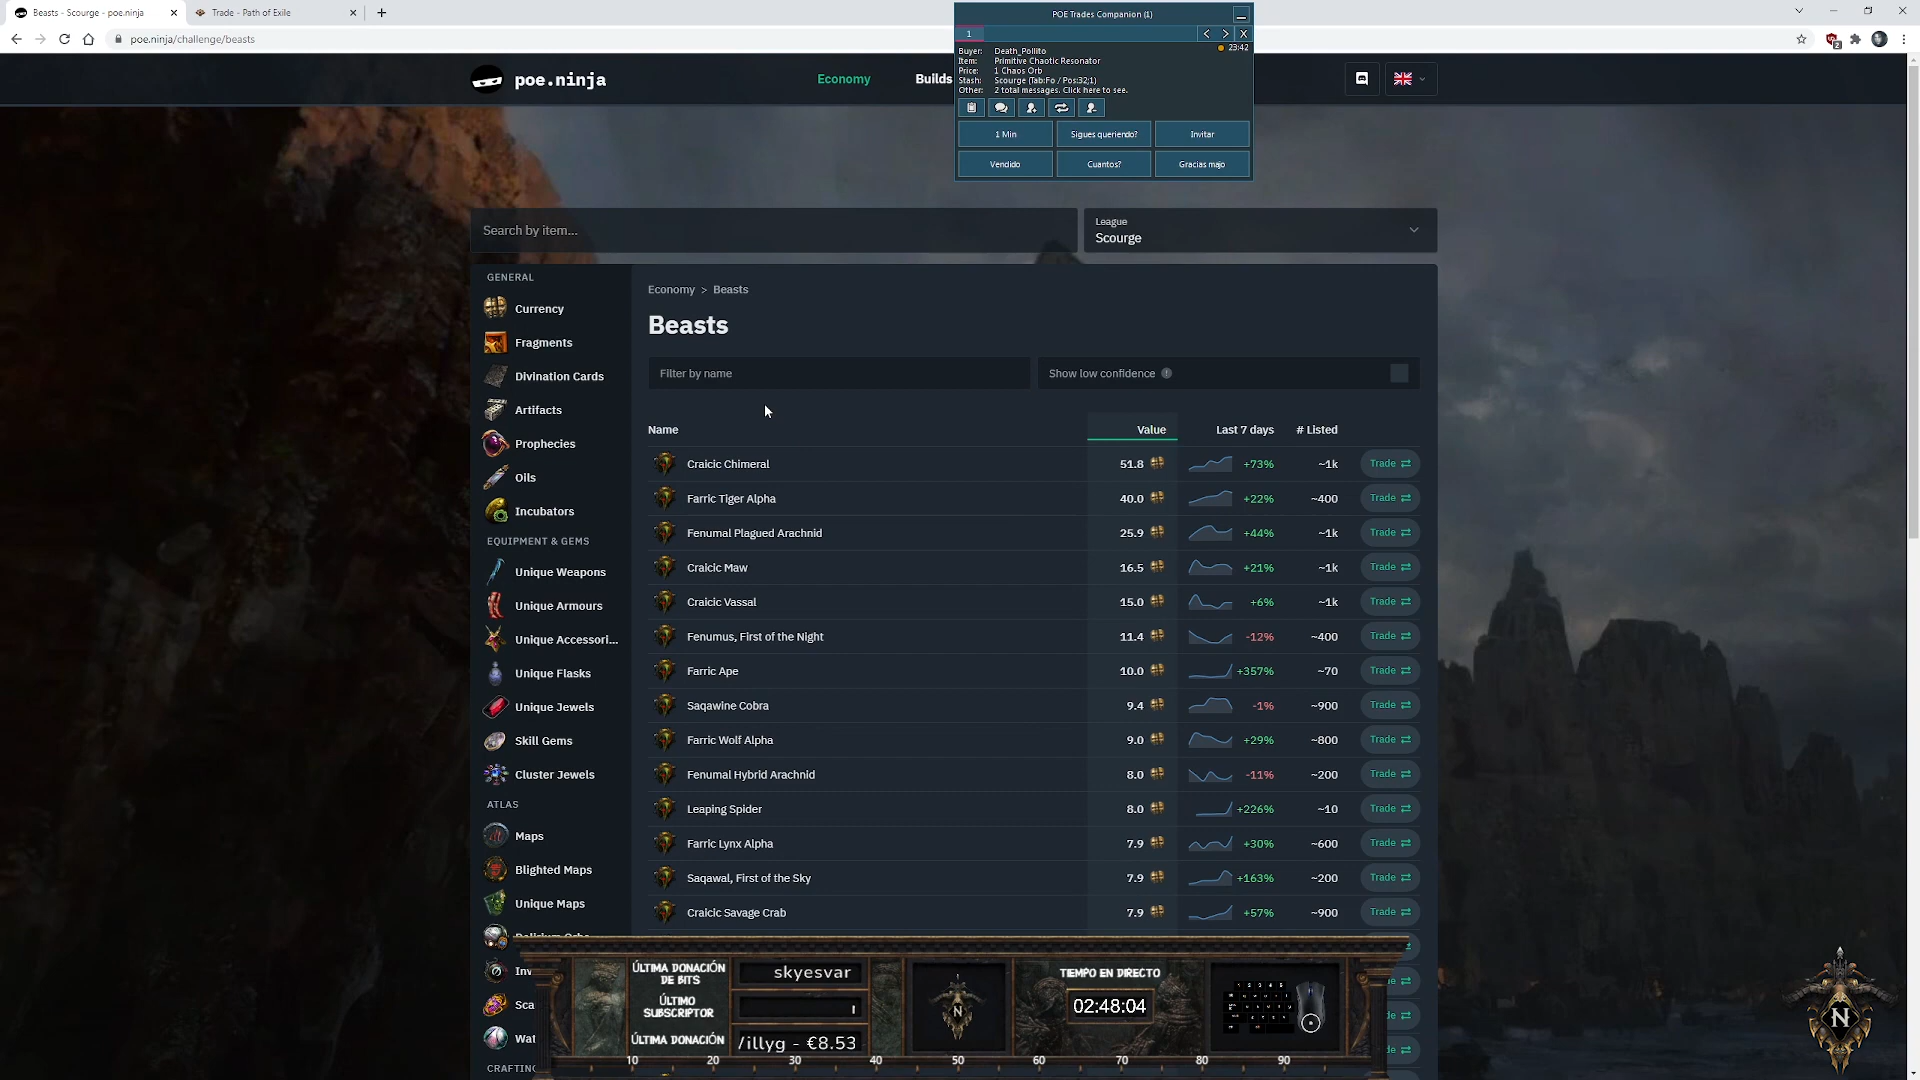 Beasts - Scourge - poe.ninja
Trade - Path of Exile
poe.ninja/challenge/beasts
2
POE Trades Companion (1)
1
< > X
23:42
Buyer: Death_Pollito
Item: Primitive Chaotic Resonator
Price: 1 Chaos Orb
Stash: Scourge (Tab:Fo / Pos:32;1)
Other: 2 total messages. Click here to see.
1 Min Sigues queriendo? Invitar
Vendido Cuantos? Gracias majo
poe.ninja
Economy Builds
Search by item...
League
Scourge
GENERAL
Currency
Fragments
Divination Cards
Artifacts
Prophecies
Oils
Incubators
EQUIPMENT & GEMS
Unique Weapons
Unique Armours
Unique Accessori...
Unique Flasks
Unique Jewels
Skill Gems
Cluster Jewels
ATLAS
Maps
Blighted Maps
Unique Maps
Economy > Beasts
Beasts
Filter by name
Show low confidence
Name Value Last 7 days # Listed
Craicic Chimeral 51.8 +73% ~1k Trade
Farric Tiger Alpha 40.0 +22% ~400 Trade
Fenumal Plagued Arachnid 25.9 +44% ~1k Trade
Craicic Maw 16.5 +21% ~1k Trade
Craicic Vassal 15.0 +6% ~1k Trade
Fenumus, First of the Night 11.4 -12% ~400 Trade
Farric Ape 10.0 +357% ~70 Trade
Saqawine Cobra 9.4 -1% ~900 Trade
Farric Wolf Alpha 9.0 +29% ~800 Trade
Fenumal Hybrid Arachnid 8.0 -11% ~200 Trade
Leaping Spider 8.0 +226% ~10 Trade
Farric Lynx Alpha 7.9 +30% ~600 Trade
Saqawal, First of the Sky 7.9 +163% ~200 Trade
Craicic Savage Crab 7.9 +57% ~900 Trade
ÚLTIMA DONACIÓN DE BITS
skyesvar
ÚLTIMO SUBSCRIPTOR
ÚLTIMA DONACIÓN
/illyg - €8.53
N
TIEMPO EN DIRECTO
02:48:04
10 20 30 40 50 60 70 80 90
N